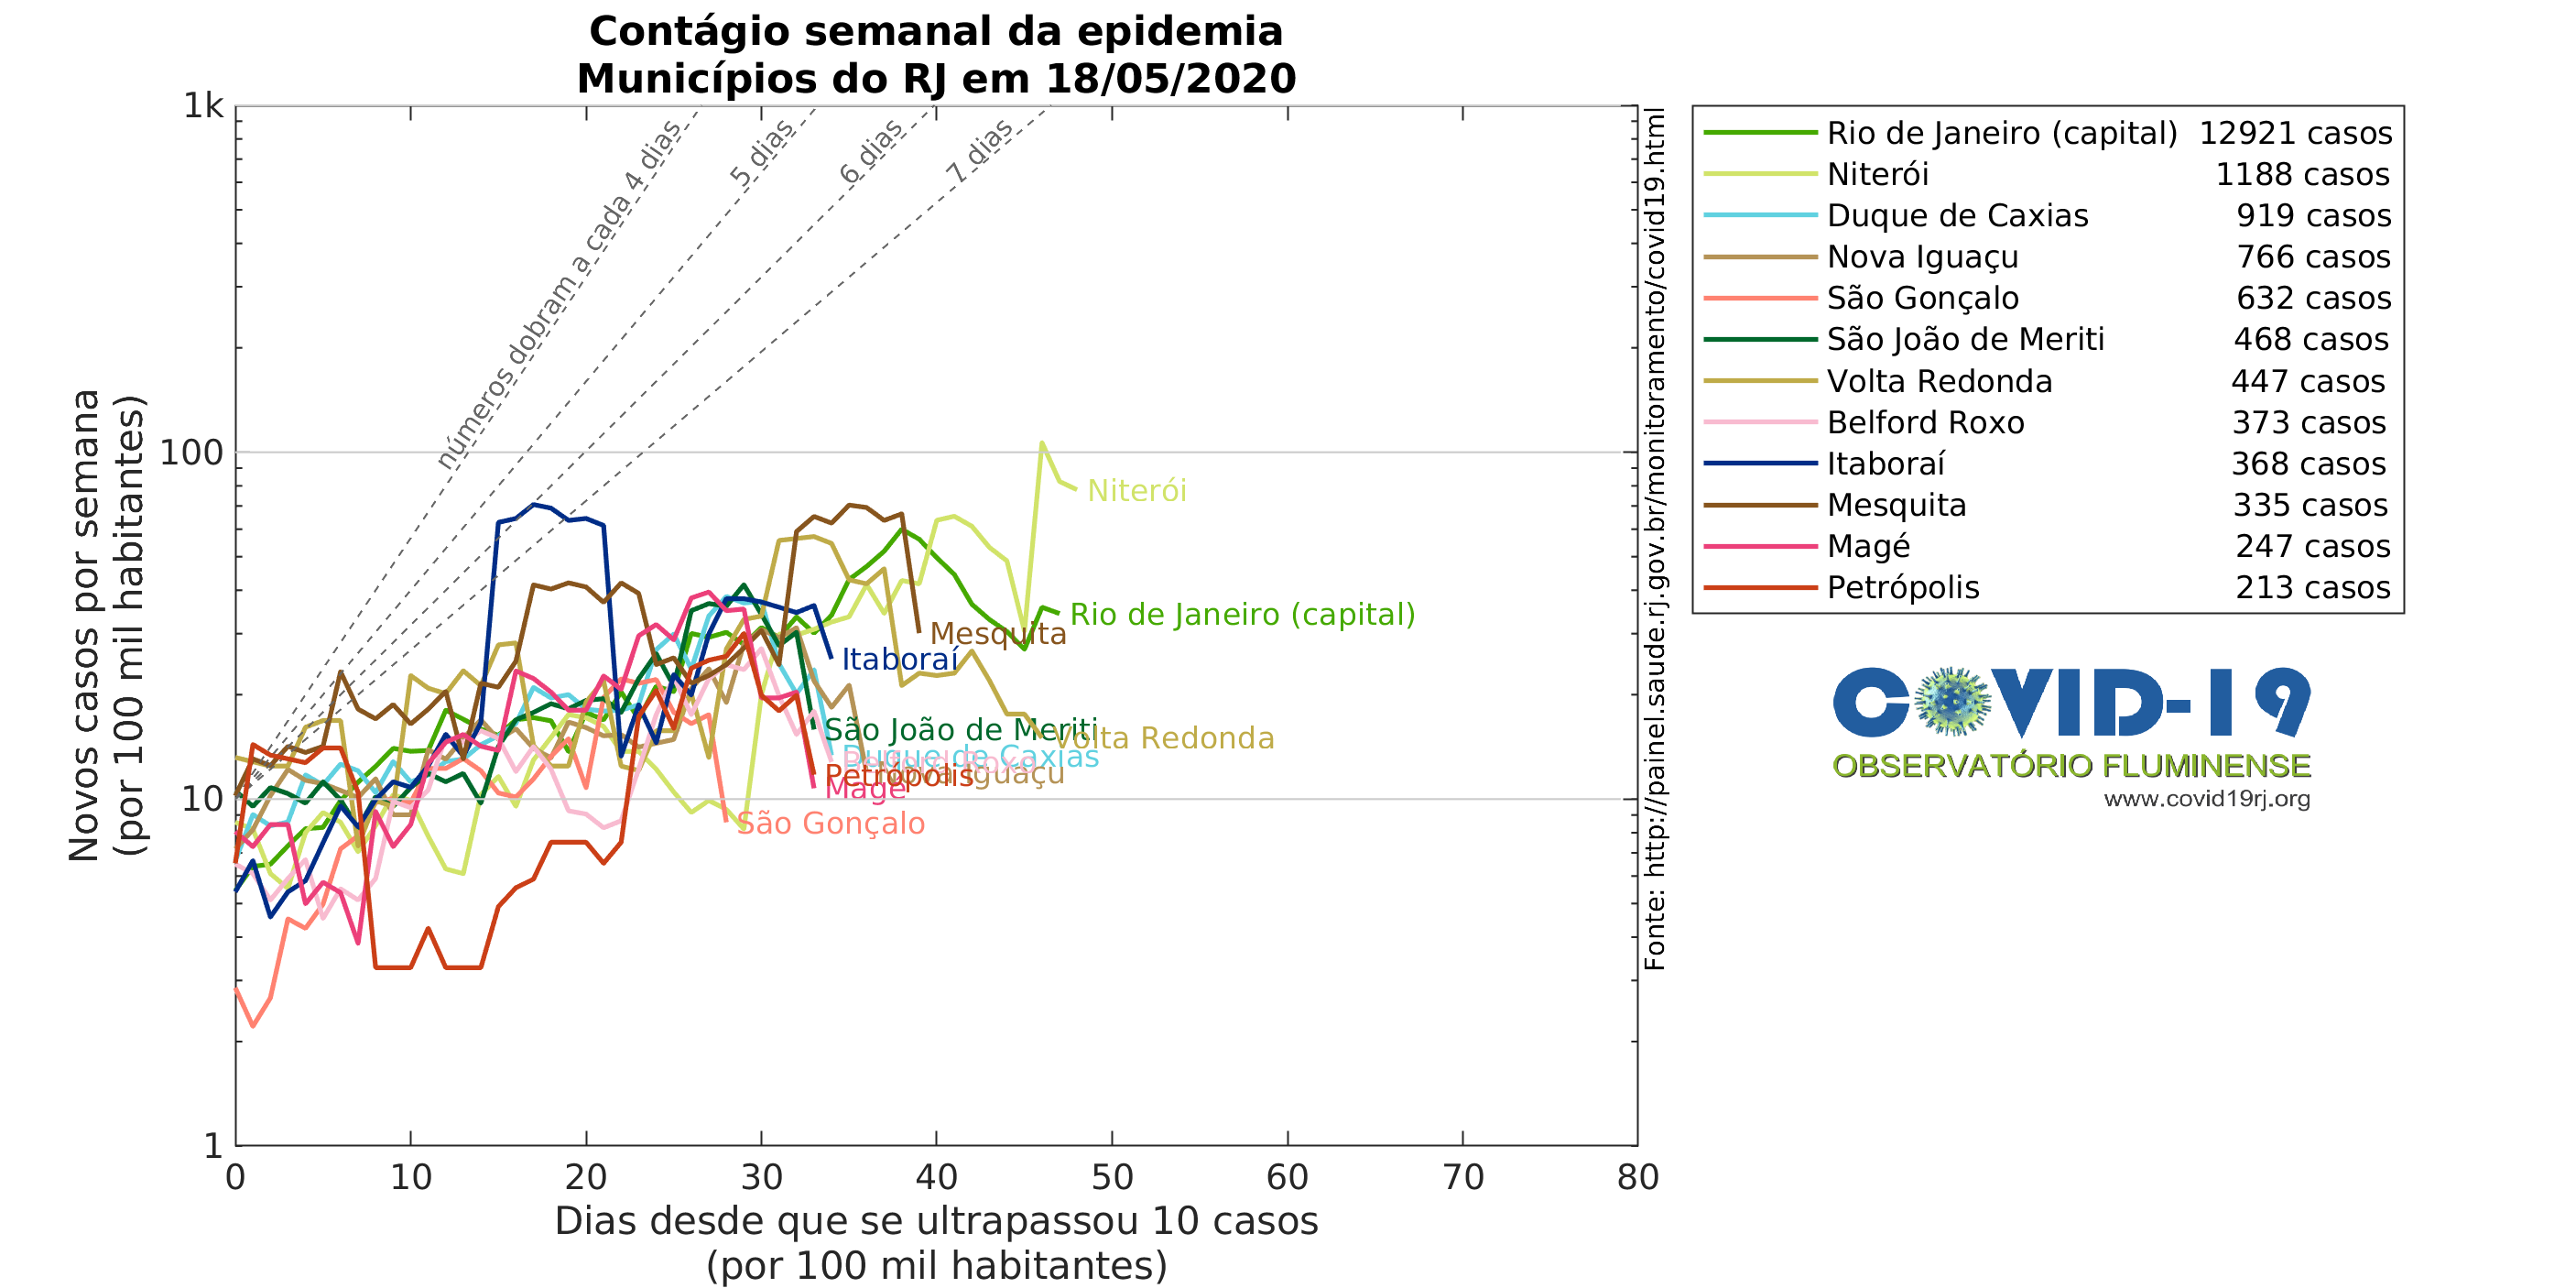 Contágio semanal da epidemia
Municípios do RJ em 18/05/2020
Novos casos por semana
(por 100 mil habitantes)
1k
100
10
1
números dobram a cada 4 dias
5 dias
6 dias
7 dias
Niterói
Rio de Janeiro (capital)
Mesquita
Itaboraí
São João de Meriti
Volta Redonda
Duque de Caxias
Belford Roxo
Nova Iguaçu
Petrópolis
Magé
São Gonçalo
0 10 20 30 40 50 60 70 80
Dias desde que se ultrapassou 10 casos
(por 100 mil habitantes)
Fonte: http://painel.saude.rj.gov.br/monitoramento/covid19.html
Rio de Janeiro (capital) 12921 casos
Niterói 1188 casos
Duque de Caxias 919 casos
Nova Iguaçu 766 casos
São Gonçalo 632 casos
São João de Meriti 468 casos
Volta Redonda 447 casos
Belford Roxo 373 casos
Itaboraí 368 casos
Mesquita 335 casos
Magé 247 casos
Petrópolis 213 casos
COVID-19
OBSERVATÓRIO FLUMINENSE
www.covid19rj.org